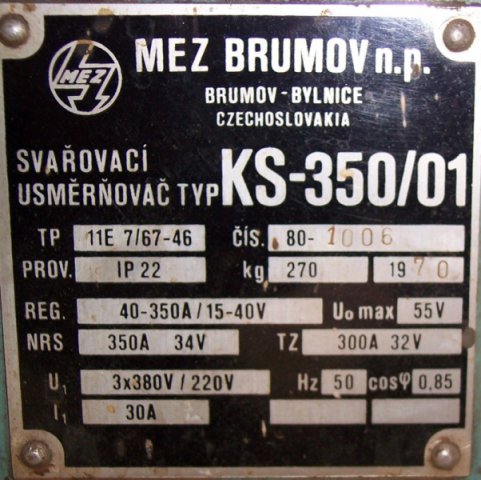 MEZ
MEZ BRUMOV n.p.
BRUMOV - BYLNICE
CZECHOSLOVAKIA
SVAŘOVACÍ
USMĚRŇOVAČ TYP KS-350/01
TP 11E 7/67-46 ČÍS. 80-1006
PROV. IP 22 kg 270 1970
REG. 40-350A/15-40V U₀ max 55V
NRS 350A 34V TZ 300A 32V
U₁ 3x380V/220V Hz 50 cosφ 0,85
I₁ 30A